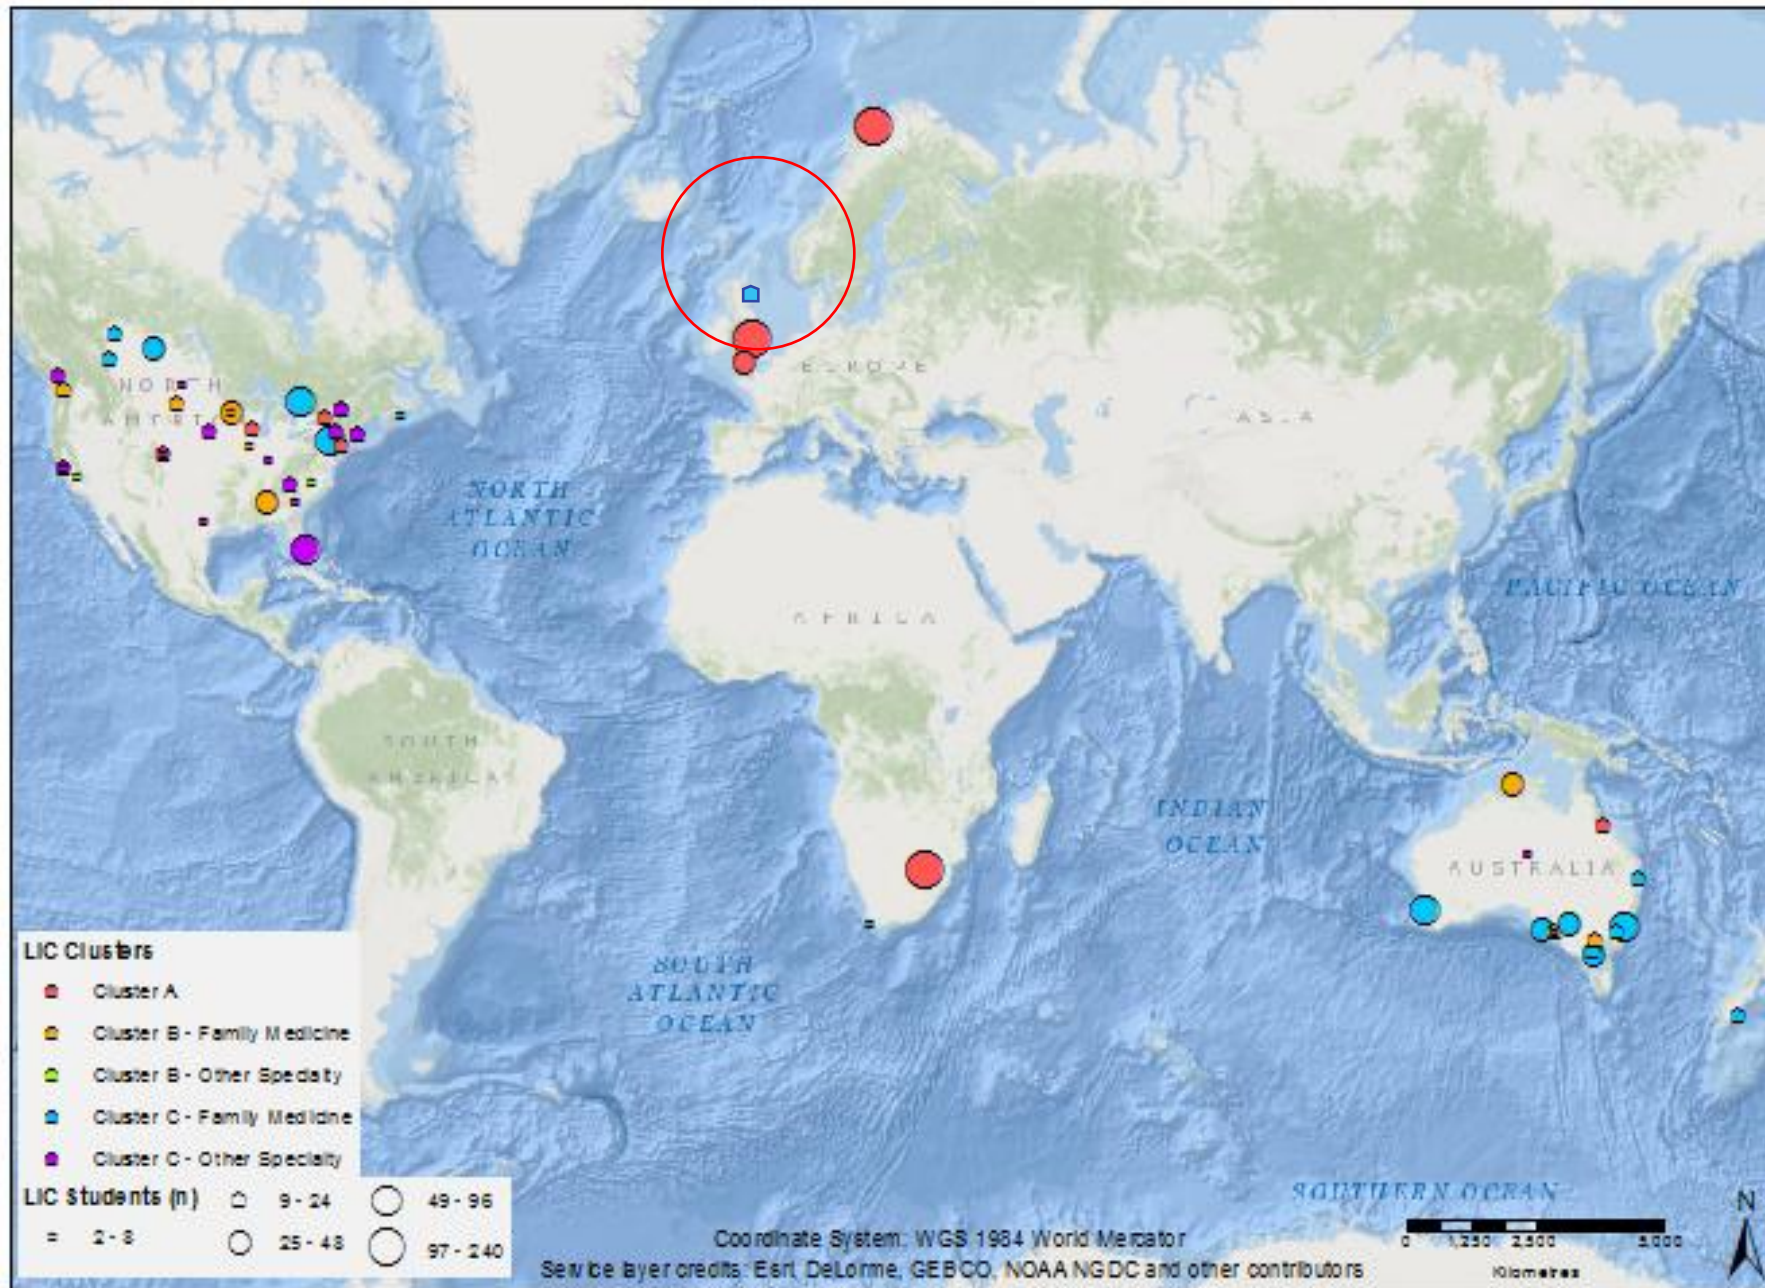 NORTH
AMERICA
EUROPE
ASIA
NORTH
ATLANTIC
OCEAN
PACIFIC OCEAN
AFRICA
SOUTH
AMERICA
INDIAN
OCEAN
AUSTRALIA
SOUTH
ATLANTIC
OCEAN
LIC Clusters
Cluster A
Cluster B - Family Medicine
Cluster B - Other Specialty
Cluster C - Family Medicine
Cluster C - Other Specialty
LIC Students (n)
2 - 8
9 - 24
25 - 48
49 - 96
97 - 240
SOUTHERN OCEAN
N
0 1,250 2,500 5,000
Kilometres
Coordinate System: WGS 1984 World Mercator
Service layer credits: Esri, DeLorme, GEBCO, NOAA NGDC and other contributors